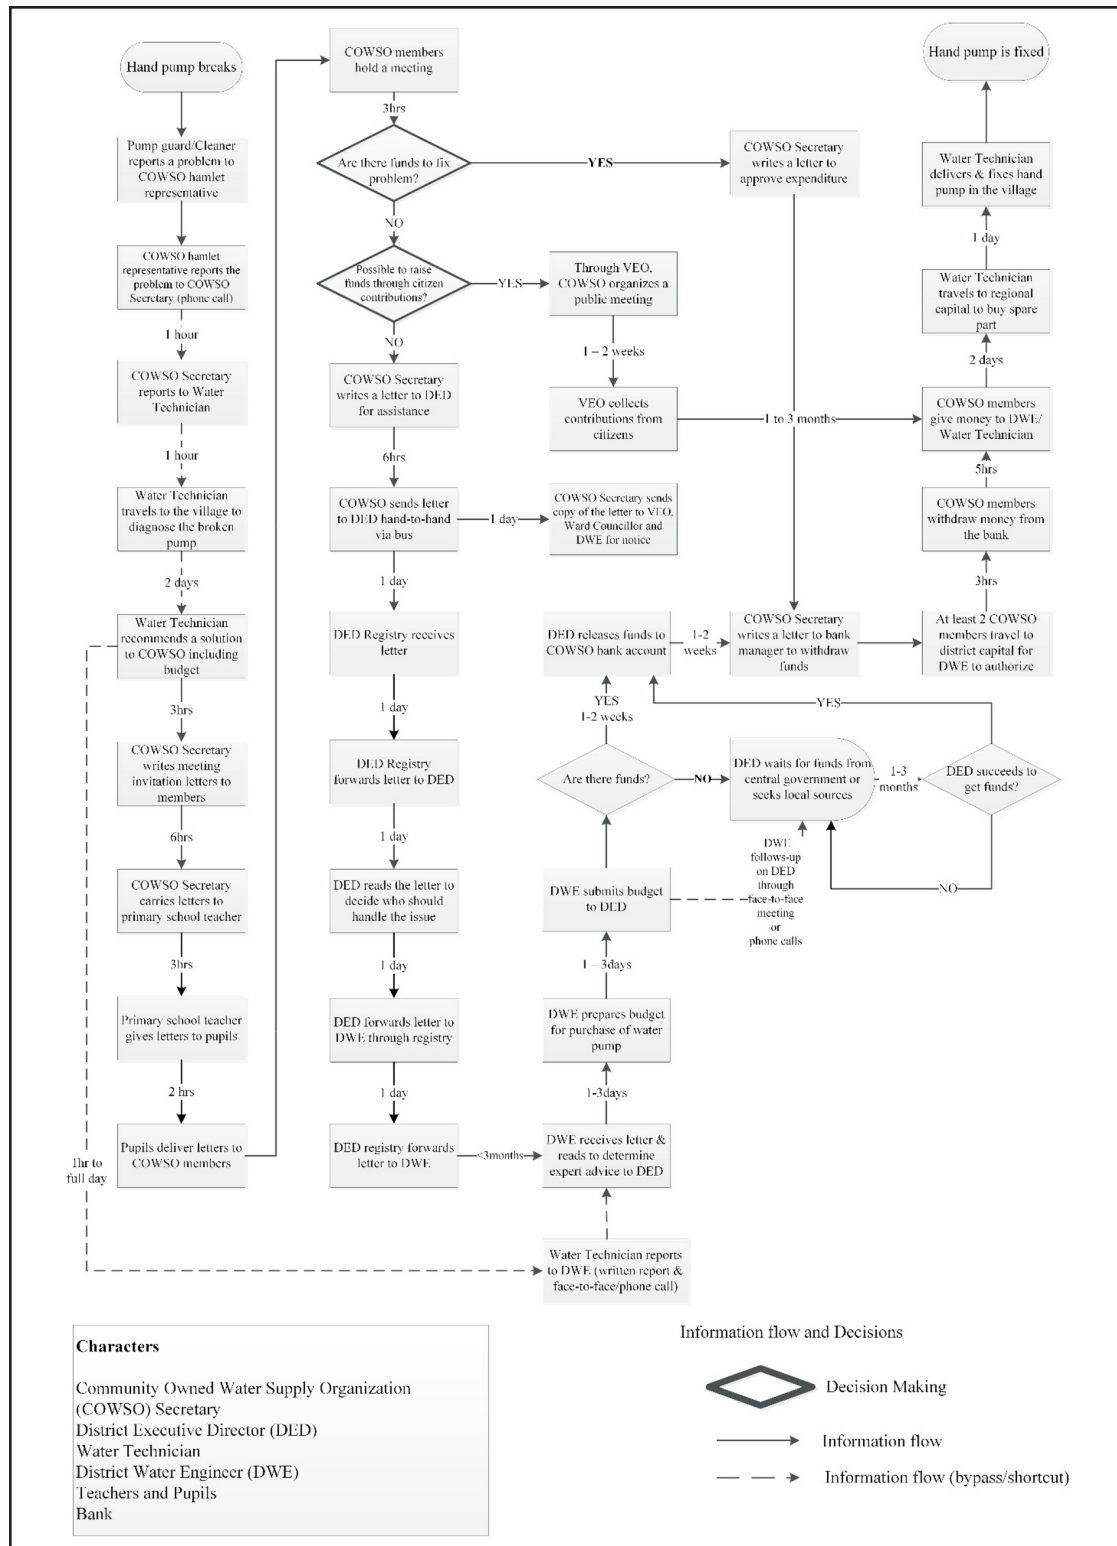 Hand pump breaks
Pump guard/Cleaner
reports a problem to
COWSO hamlet
representative
COWSO hamlet
representative reports the
problem to COWSO
Secretary (phone call)
1 hour
COWSO Secretary
reports to Water
Technician
1 hour
Water Technician
travels to the village to
diagnose the broken
pump
2 days
Water Technician
recommends a solution
to COWSO including
budget
3hrs
COWSO Secretary
writes meeting
invitation letters to
members
6hrs
COWSO Secretary
carries letters to
primary school teacher
3hrs
Primary school teacher
gives letters to pupils
2 hrs
Pupils deliver letters to
COWSO members
1hr to
full day
COWSO members
hold a meeting
3hrs
Are there funds to fix
problem?
YES
NO
Possible to raise
funds through citizen
contributions?
YES
NO
COWSO Secretary
writes a letter to DED
for assistance
6hrs
COWSO sends letter
to DED hand-to-hand
via bus
1 day
1 day
DED Registry receives
letter
1 day
DED Registry
forwards letter to DED
1 day
DED reads the letter to
decide who should
handle the issue
1 day
DED forwards letter to
DWE through registry
1 day
DED registry forwards
letter to DWE
<3months
Through VEO,
COWSO organizes a
public meeting
1 – 2 weeks
VEO collects
contributions from
citizens
1 to 3 months
COWSO Secretary sends
copy of the letter to VEO,
Ward Councillor and
DWE for notice
DED releases funds to
COWSO bank account
1-2
weeks
YES
1-2 weeks
Are there funds?
NO
DWE submits budget
to DED
1 – 3days
DWE prepares budget
for purchase of water
pump
1-3days
DWE receives letter &
reads to determine
expert advice to DED
Water Technician reports
to DWE (written report &
face-to-face/phone call)
COWSO Secretary
writes a letter to
approve expenditure
COWSO Secretary
writes a letter to bank
manager to withdraw
funds
YES
DED waits for funds from
central government or
seeks local sources
1-3
months
DED succeeds to
get funds?
NO
DWE
follows-up
on DED
through
face-to-face
meeting
or
phone calls
Hand pump is fixed
Water Technician
delivers & fixes hand
pump in the village
1 day
Water Technician
travels to regional
capital to buy spare
part
2 days
COWSO members
give money to DWE/
Water Technician
5hrs
COWSO members
withdraw money from
the bank
3hrs
At least 2 COWSO
members travel to
district capital for
DWE to authorize
Characters
Community Owned Water Supply Organization
(COWSO) Secretary
District Executive Director (DED)
Water Technician
District Water Engineer (DWE)
Teachers and Pupils
Bank
Information flow and Decisions
Decision Making
Information flow
Information flow (bypass/shortcut)